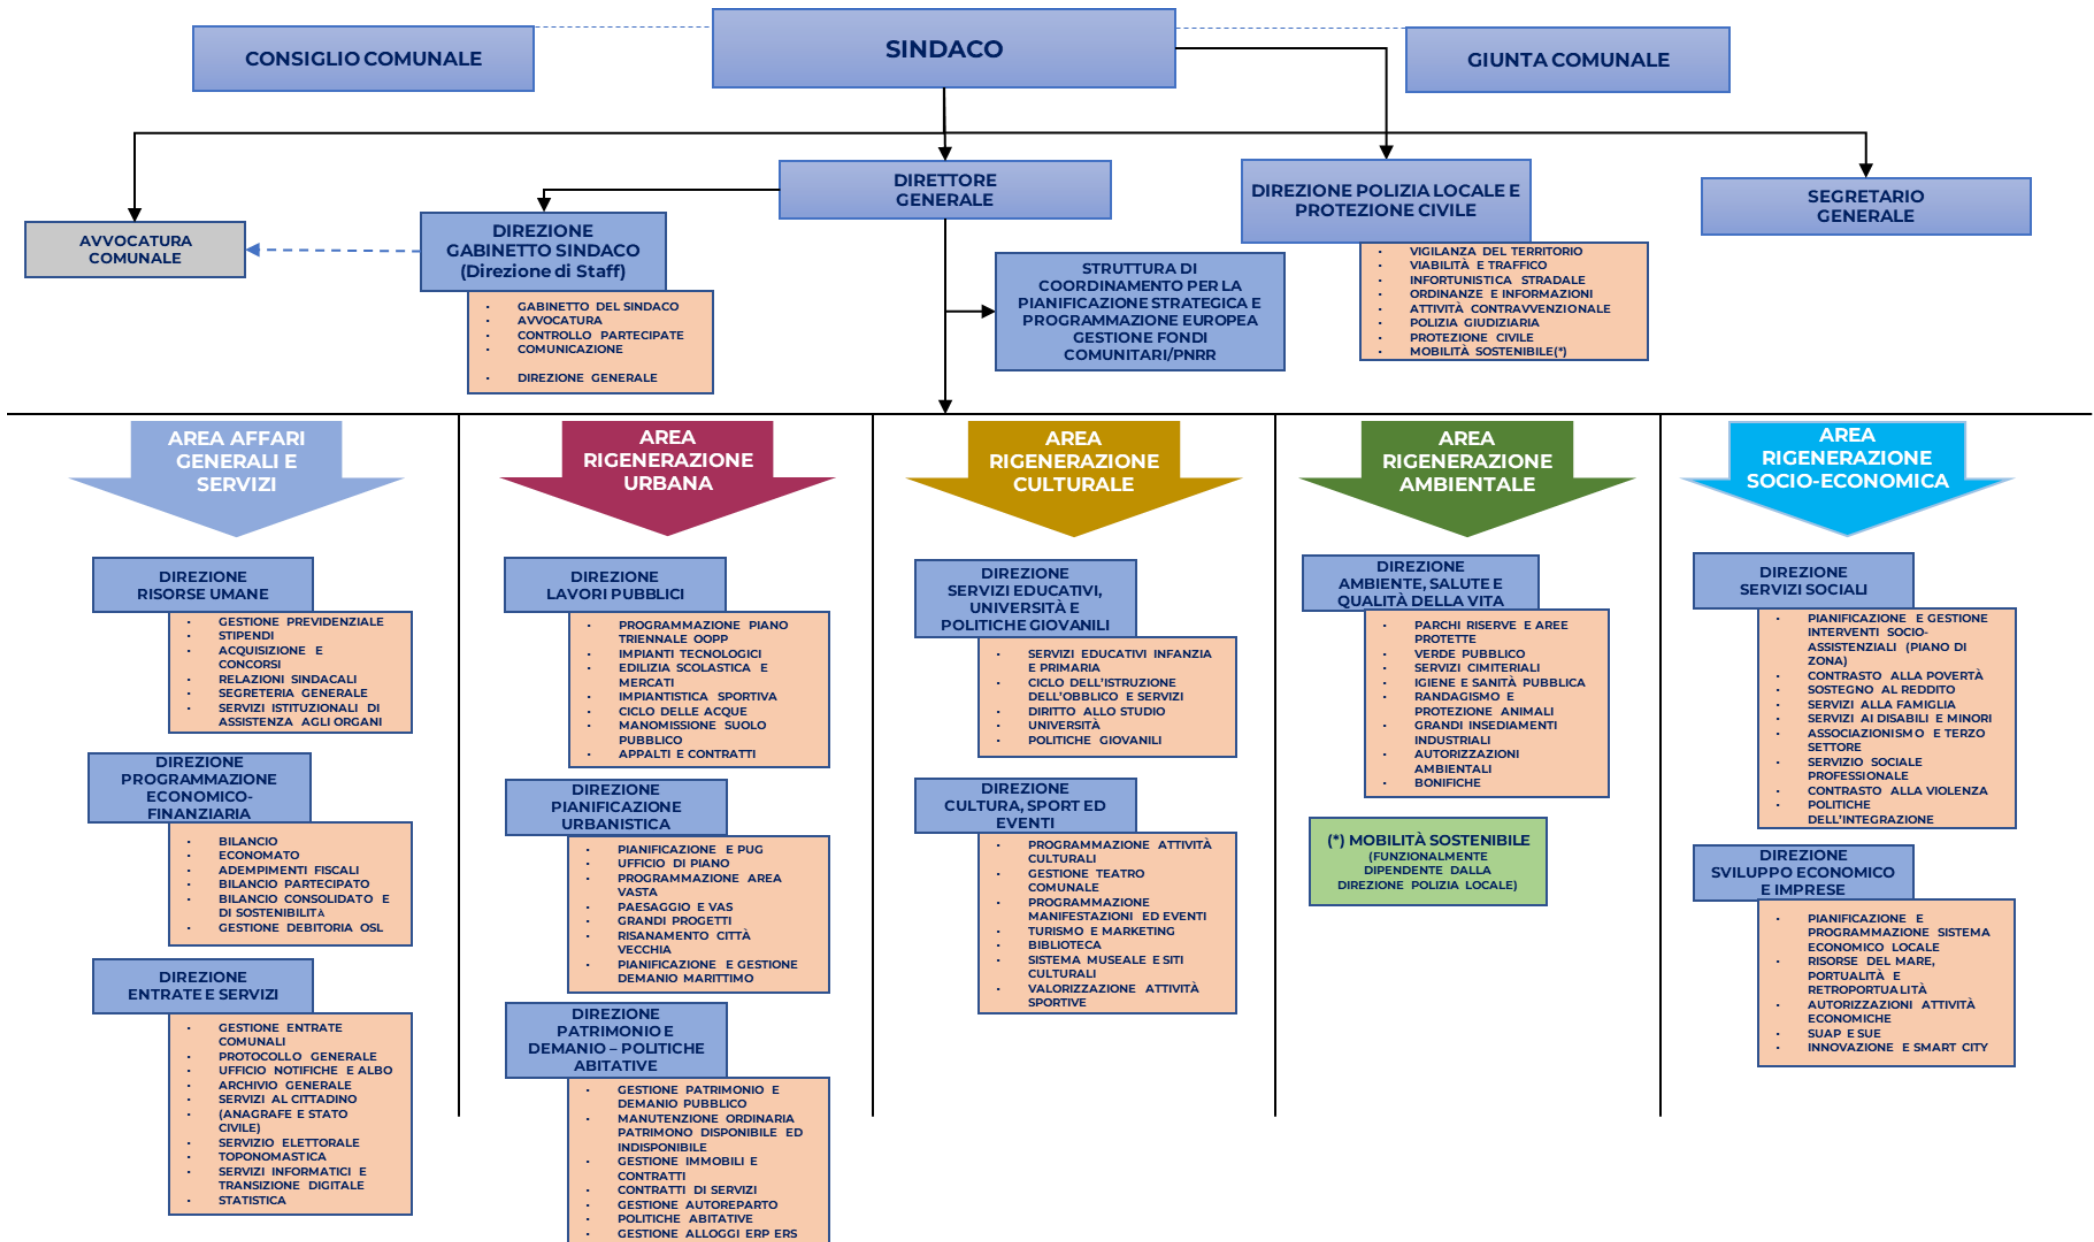 CONSIGLIO COMUNALE
SINDACO
GIUNTA COMUNALE
AVVOCATURA
COMUNALE
DIREZIONE
GABINETTO SINDACO
(Direzione di Staff)
• GABINETTO DEL SINDACO
• AVVOCATURA
• CONTROLLO PARTECIPATE
• COMUNICAZIONE
• DIREZIONE GENERALE
DIRETTORE
GENERALE
STRUTTURA DI
COORDINAMENTO PER LA
PIANIFICAZIONE STRATEGICA E
PROGRAMMAZIONE EUROPEA
GESTIONE FONDI
COMUNITARI/PNRR
DIREZIONE POLIZIA LOCALE E
PROTEZIONE CIVILE
• VIGILANZA DEL TERRITORIO
• VIABILITÀ E TRAFFICO
• INFORTUNISTICA STRADALE
• ORDINANZE E INFORMAZIONI
• ATTIVITÀ CONTRAVVENZIONALE
• POLIZIA GIUDIZIARIA
• PROTEZIONE CIVILE
• MOBILITÀ SOSTENIBILE(*)
SEGRETARIO
GENERALE
AREA AFFARI
GENERALI E
SERVIZI
DIREZIONE
RISORSE UMANE
• GESTIONE PREVIDENZIALE
• STIPENDI
• ACQUISIZIONE E
CONCORSI
• RELAZIONI SINDACALI
• SEGRETERIA GENERALE
• SERVIZI ISTITUZIONALI DI
ASSISTENZA AGLI ORGANI
DIREZIONE
PROGRAMMAZIONE
ECONOMICO-
FINANZIARIA
• BILANCIO
• ECONOMATO
• ADEMPIMENTI FISCALI
• BILANCIO PARTECIPATO
• BILANCIO CONSOLIDATO E
DI SOSTENIBILITÀ
• GESTIONE DEBITORIA OSL
DIREZIONE
ENTRATE E SERVIZI
• GESTIONE ENTRATE
COMUNALI
• PROTOCOLLO GENERALE
• UFFICIO NOTIFICHE E ALBO
• ARCHIVIO GENERALE
• SERVIZI AL CITTADINO
• (ANAGRAFE E STATO
CIVILE)
• SERVIZIO ELETTORALE
• TOPONOMASTICA
• SERVIZI INFORMATICI E
TRANSIZIONE DIGITALE
• STATISTICA
AREA
RIGENERAZIONE
URBANA
DIREZIONE
LAVORI PUBBLICI
• PROGRAMMAZIONE PIANO
TRIENNALE OOPP
• IMPIANTI TECNOLOGICI
• EDILIZIA SCOLASTICA E
MERCATI
• IMPIANTISTICA SPORTIVA
• CICLO DELLE ACQUE
• MANOMISSIONE SUOLO
PUBBLICO
• APPALTI E CONTRATTI
DIREZIONE
PIANIFICAZIONE
URBANISTICA
• PIANIFICAZIONE E PUG
• UFFICIO DI PIANO
• PROGRAMMAZIONE AREA
VASTA
• PAESAGGIO E VAS
• GRANDI PROGETTI
• RISANAMENTO CITTÀ
VECCHIA
• PIANIFICAZIONE E GESTIONE
DEMANIO MARITTIMO
DIREZIONE
PATRIMONIO E
DEMANIO – POLITICHE
ABITATIVE
• GESTIONE PATRIMONIO E
DEMANIO PUBBLICO
• MANUTENZIONE ORDINARIA
PATRIMONO DISPONIBILE ED
INDISPONIBILE
• GESTIONE IMMOBILI E
CONTRATTI
• CONTRATTI DI SERVIZI
• GESTIONE AUTOREPARTO
• POLITICHE ABITATIVE
• GESTIONE ALLOGGI ERP ERS
AREA
RIGENERAZIONE
CULTURALE
DIREZIONE
SERVIZI EDUCATIVI,
UNIVERSITÀ E
POLITICHE GIOVANILI
• SERVIZI EDUCATIVI INFANZIA
E PRIMARIA
• CICLO DELL'ISTRUZIONE
DELL'OBBLICO E SERVIZI
• DIRITTO ALLO STUDIO
• UNIVERSITÀ
• POLITICHE GIOVANILI
DIREZIONE
CULTURA, SPORT ED
EVENTI
• PROGRAMMAZIONE ATTIVITÀ
CULTURALI
• GESTIONE TEATRO
COMUNALE
• PROGRAMMAZIONE
MANIFESTAZIONI ED EVENTI
• TURISMO E MARKETING
• BIBLIOTECA
• SISTEMA MUSEALE E SITI
CULTURALI
• VALORIZZAZIONE ATTIVITÀ
SPORTIVE
AREA
RIGENERAZIONE
AMBIENTALE
DIREZIONE
AMBIENTE, SALUTE E
QUALITÀ DELLA VITA
• PARCHI RISERVE E AREE
PROTETTE
• VERDE PUBBLICO
• SERVIZI CIMITERIALI
• IGIENE E SANITÀ PUBBLICA
• RANDAGISMO E
PROTEZIONE ANIMALI
• GRANDI INSEDIAMENTI
INDUSTRIALI
• AUTORIZZAZIONI
AMBIENTALI
• BONIFICHE
(*) MOBILITÀ SOSTENIBILE
(FUNZIONALMENTE
DIPENDENTE DALLA
DIREZIONE POLIZIA LOCALE)
AREA
RIGENERAZIONE
SOCIO-ECONOMICA
DIREZIONE
SERVIZI SOCIALI
• PIANIFICAZIONE E GESTIONE
INTERVENTI SOCIO-
ASSISTENZIALI (PIANO DI
ZONA)
• CONTRASTO ALLA POVERTÀ
• SOSTEGNO AL REDDITO
• SERVIZI ALLA FAMIGLIA
• SERVIZI AI DISABILI E MINORI
• ASSOCIANISMO E TERZO
SETTORE
• SERVIZIO SOCIALE
PROFESSIONALE
• CONTRASTO ALLA VIOLENZA
• POLITICHE
DELL'INTEGRAZIONE
DIREZIONE
SVILUPPO ECONOMICO
E IMPRESE
• PIANIFICAZIONE E
PROGRAMMAZIONE SISTEMA
ECONOMICO LOCALE
• RISORSE DEL MARE,
PORTUALITÀ E
RETROPORTUALITÀ
• AUTORIZZAZIONI ATTIVITÀ
ECONOMICHE
• SUAP E SUE
• INNOVAZIONE E SMART CITY